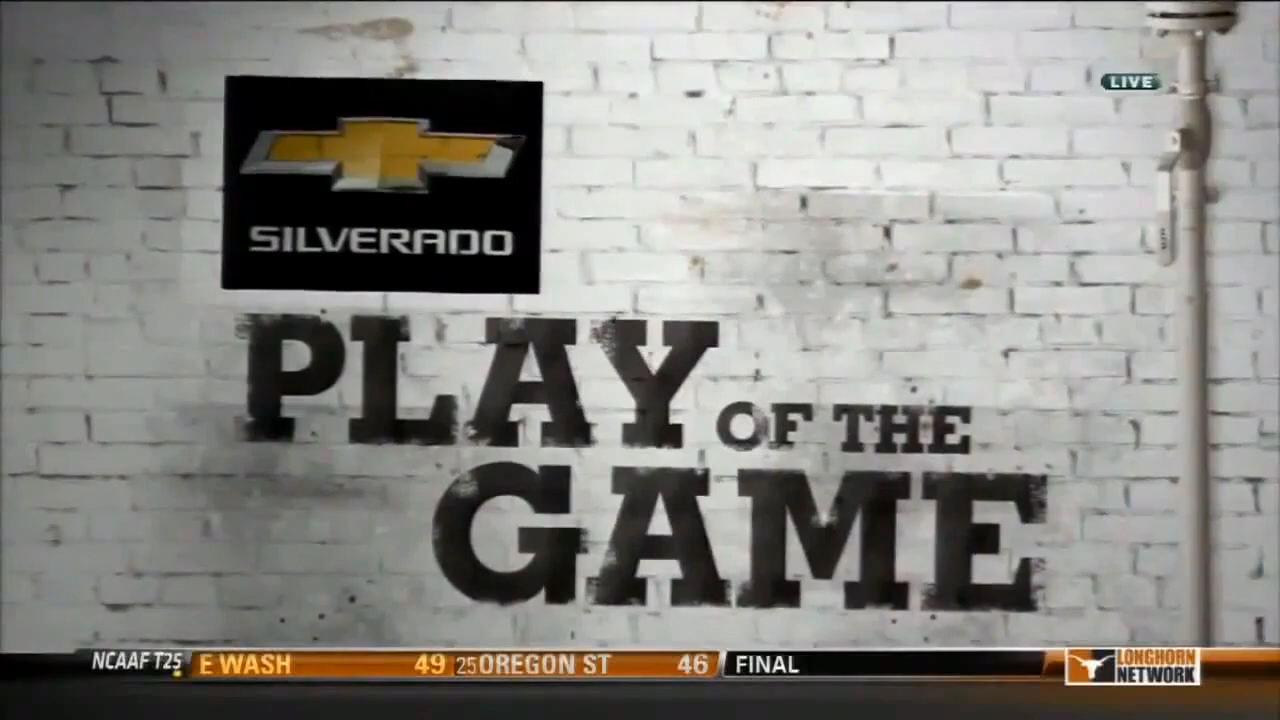 LIVE
SILVERADO
PLAY OF THE
GAME
NCAAF T25 E WASH 49 25 OREGON ST 46 FINAL
LONGHORN
NETWORK